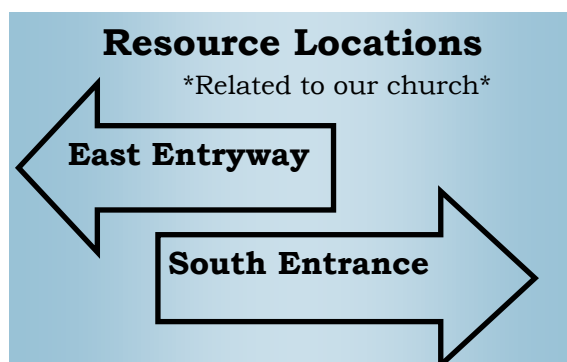 Resource Locations
*Related to our church*
East Entryway
South Entrance